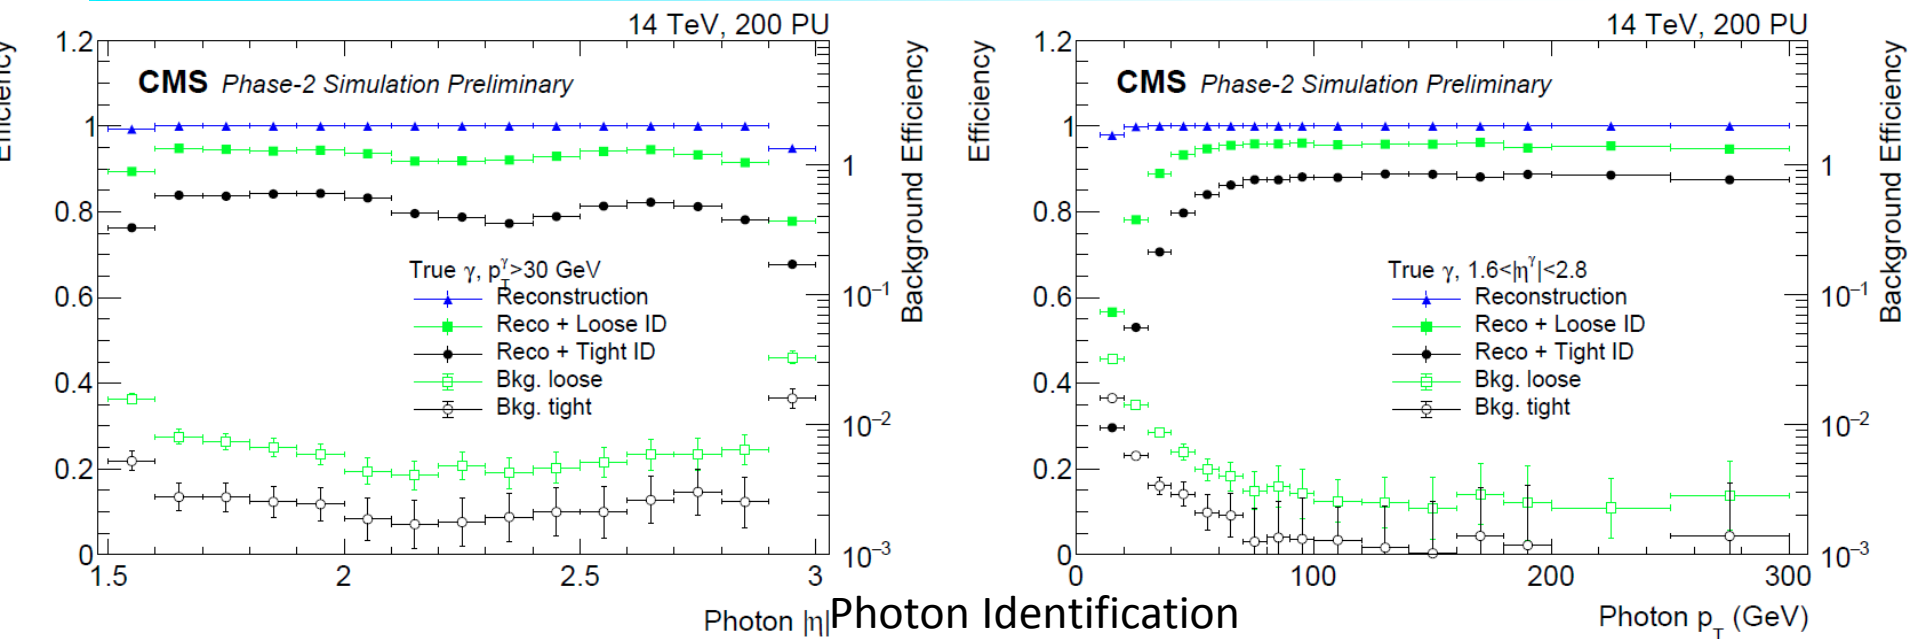 14 TeV, 200 PU
CMS Phase-2 Simulation Preliminary
Efficiency
Background Efficiency
1.2
1
0.8
0.6
0.4
0.2
0
1
10⁻¹
10⁻²
10⁻³
True γ, p_T^γ>30 GeV
Reconstruction
Reco + Loose ID
Reco + Tight ID
Bkg. loose
Bkg. tight
1.5 2 2.5 3
Photon |η|
14 TeV, 200 PU
CMS Phase-2 Simulation Preliminary
Efficiency
Background Efficiency
1.2
1
0.8
0.6
0.4
0.2
0
1
10⁻¹
10⁻²
10⁻³
True γ, 1.6<|η^γ|<2.8
Reconstruction
Reco + Loose ID
Reco + Tight ID
Bkg. loose
Bkg. tight
0 100 200 300
Photon p_T (GeV)
Photon Identification